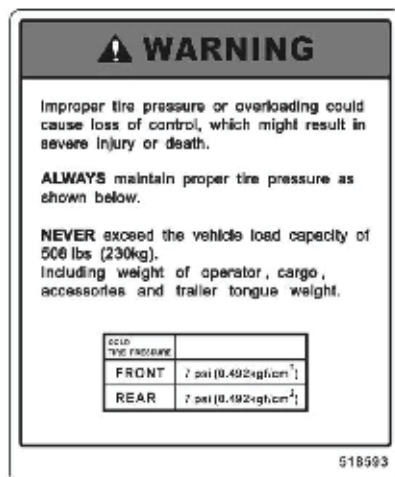 WARNING
Improper tire pressure or overloading could
cause loss of control, which might result in
severe injury or death.
ALWAYS maintain proper tire pressure as
shown below.
NEVER exceed the vehicle load capacity of
506 lbs (230kg).
Including weight of operator, cargo,
accessories and trailer tongue weight.
COLD
TIRE PRESSURE
FRONT 7 psi (0.492kgf/cm²)
REAR 7 psi (0.492kgf/cm²)
518593